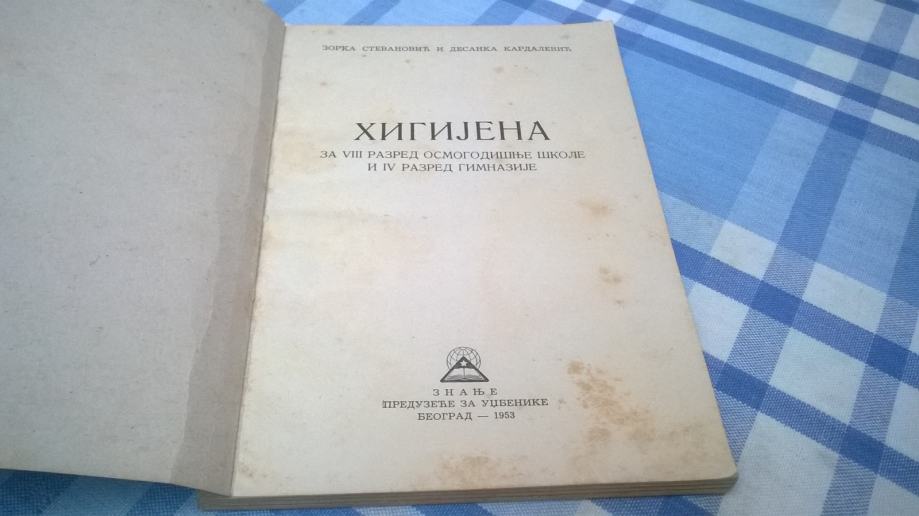 ЗОРКА СТЕВАНОВИЋ И ДЕСАНКА КАРДАЛЕВИЋ
ХИГИЈЕНА
ЗА VIII РАЗРЕД ОСМОГОДИШЊЕ ШКОЛЕ
И IV РАЗРЕД ГИМНАЗИЈЕ
ЗНАЊЕ
ПРЕДУЗЕЋЕ ЗА УЏБЕНИКЕ
БЕОГРАД — 1953